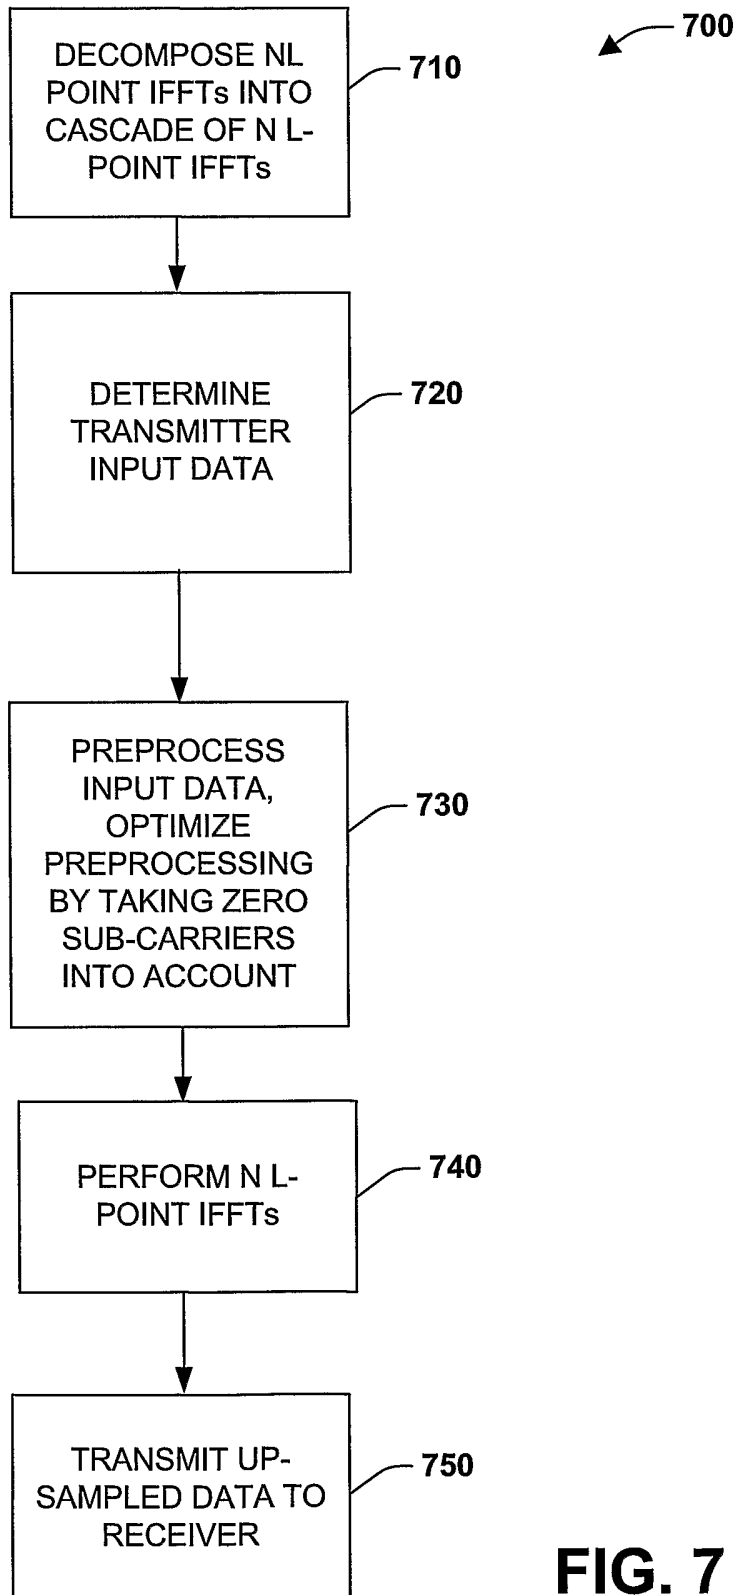 700
DECOMPOSE NL
POINT IFFTs INTO
CASCADE OF N L-
POINT IFFTs
710
DETERMINE
TRANSMITTER
INPUT DATA
720
PREPROCESS
INPUT DATA,
OPTIMIZE
PREPROCESSING
BY TAKING ZERO
SUB-CARRIERS
INTO ACCOUNT
730
PERFORM N L-
POINT IFFTs
740
TRANSMIT UP-
SAMPLED DATA TO
RECEIVER
750
FIG. 7